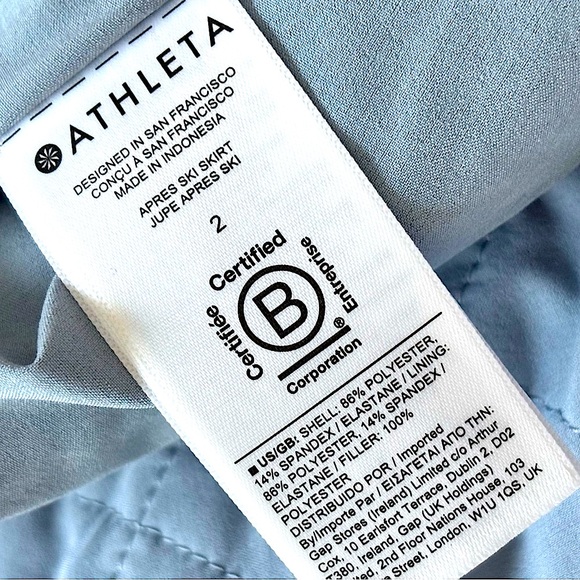 ATHLETA
DESIGNED IN SAN FRANCISCO
CONÇU À SAN FRANCISCO
MADE IN INDONESIA
APRES SKI SKIRT
JUPE APRES SKI
2
Certified
Certifiée
B
Entreprise
®
Corporation
■ US/GB: SHELL: 86% POLYESTER,
14% SPANDEX / ELASTANE / LINING:
86% POLYESTER, 14% SPANDEX /
ELASTANE / FILLER: 100%
POLYESTER
DISTRIBUIDO POR / Imported
By/Importe Par / ΕΙΣΑΓΕΤΑΙ ΑΠΟ ΤΗΝ:
Gap Stores (Ireland) Limited c/o Arthur
Cox, 10 Earlsfort Terrace, Dublin 2, D02
T380, Ireland, Gap (UK Holdings)
Limited, 2nd Floor Nations House, 103
Street, London, W1U 1QS, UK